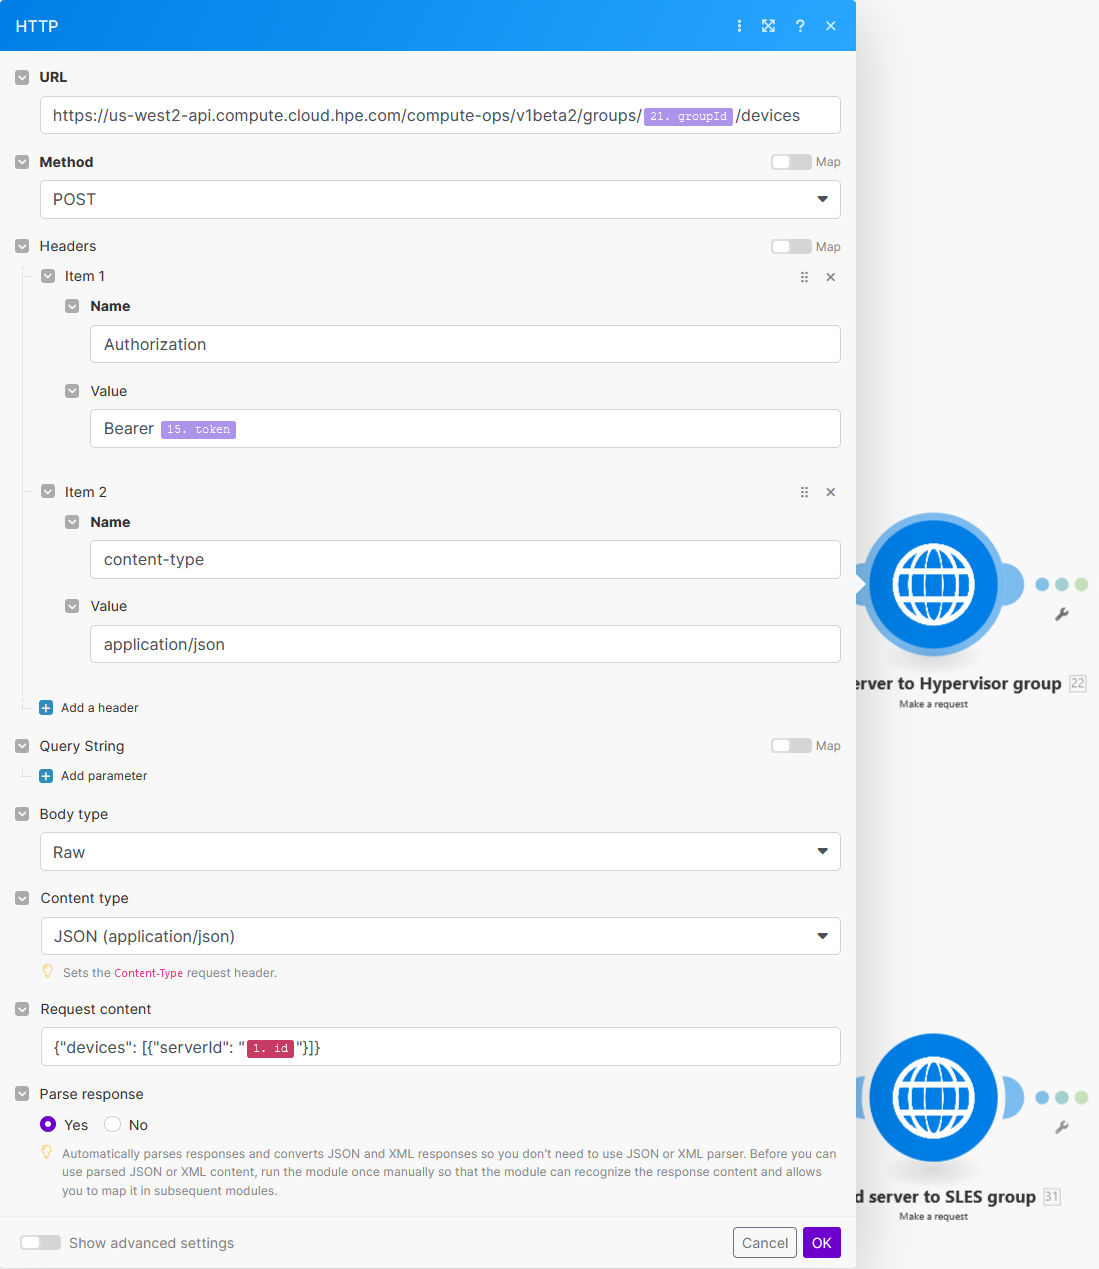 HTTP
URL
https://us-west2-api.compute.cloud.hpe.com/compute-ops/v1beta2/groups/ 21. groupId /devices
Method
Map
POST
Headers
Map
Item 1
Name
Authorization
Value
Bearer 15. token
Item 2
Name
content-type
Value
application/json
Add a header
Query String
Map
Add parameter
Body type
Raw
Content type
JSON (application/json)
Sets the Content-Type request header.
Request content
{"devices": [{"serverId": " 1. id "}]}
Parse response
Yes
No
Automatically parses responses and converts JSON and XML responses so you don't need to use JSON or XML parser. Before you can
use parsed JSON or XML content, run the module once manually so that the module can recognize the response content and allows
you to map it in subsequent modules.
Show advanced settings
Cancel
OK
erver to Hypervisor group 22
Make a request
d server to SLES group 31
Make a request